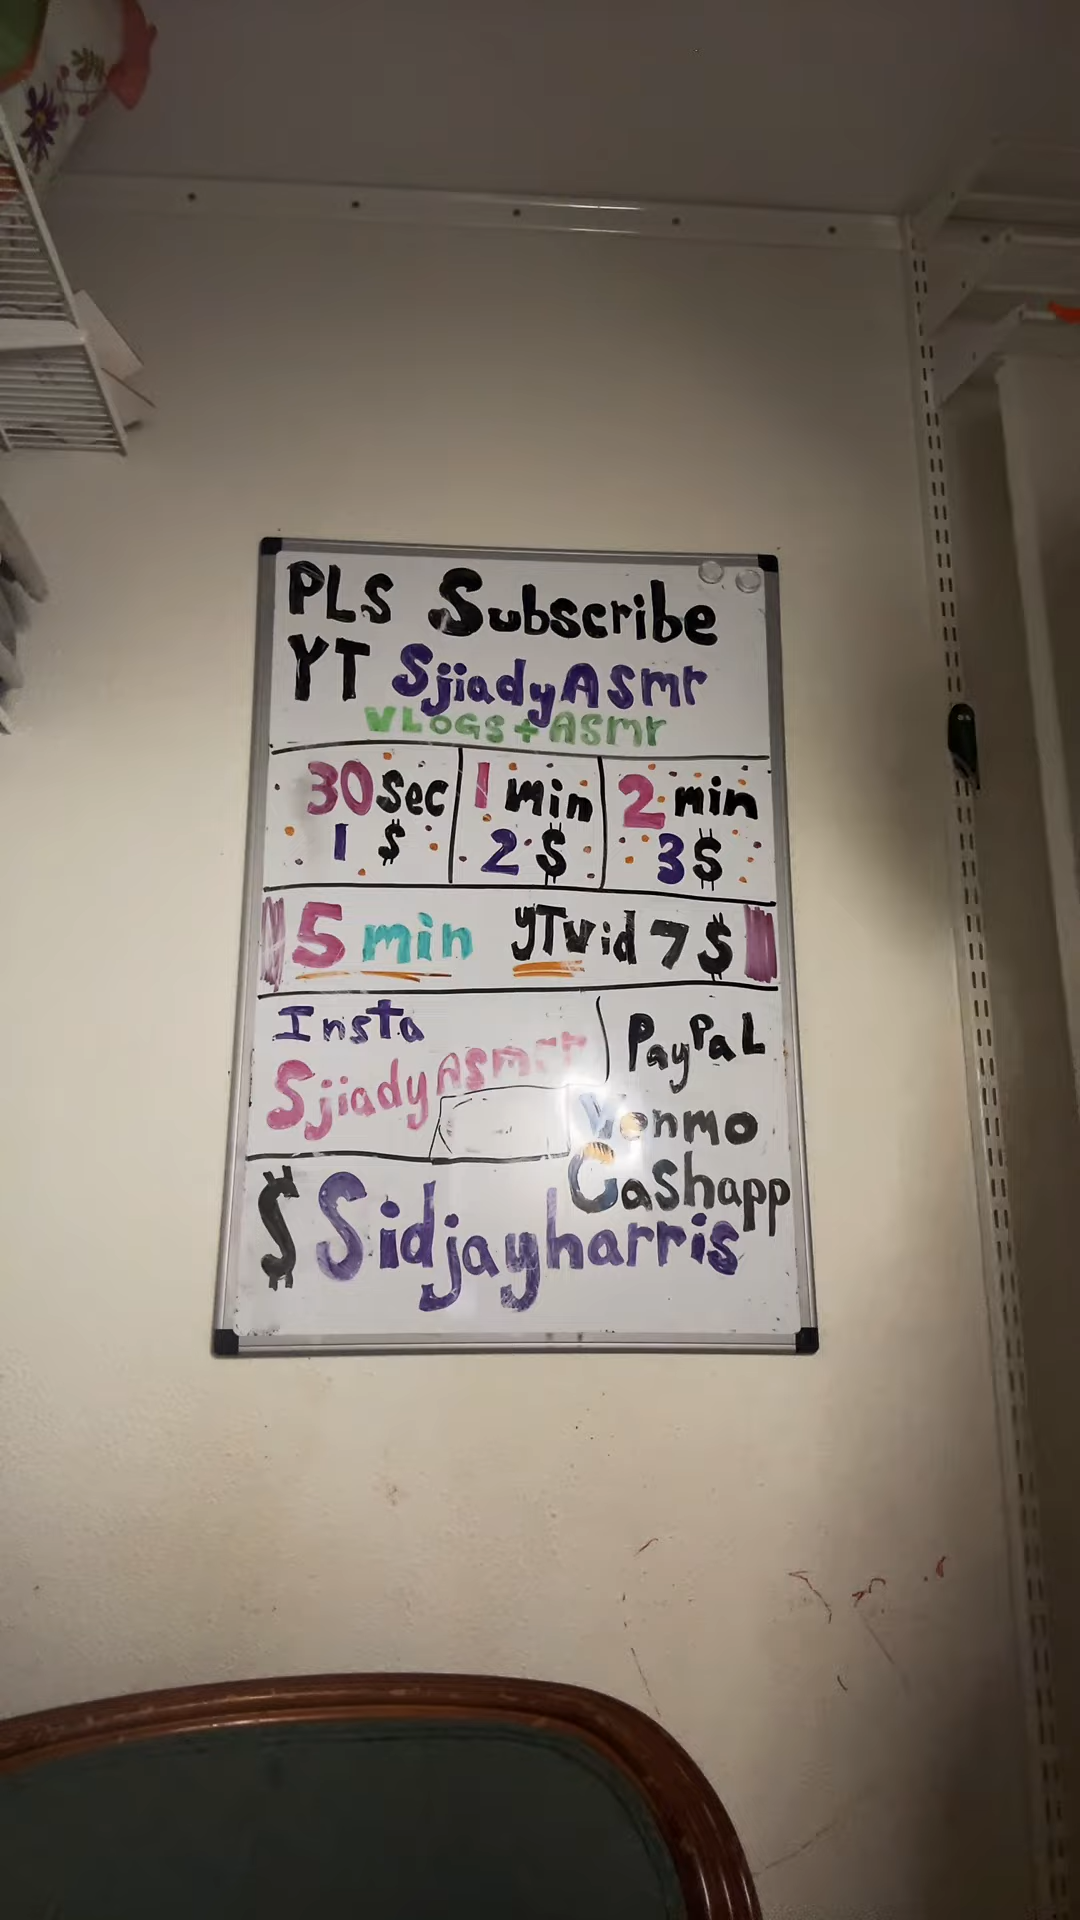 PLS Subscribe
YT SjiadyASmr
VLOGS + ASmr
30 Sec
1 $
1 min
2 $
2 min
3 $
5 min YTvid 7 $
Insta
SjiadyASmr
PayPaL
Venmo
Cashapp
$ Sidjayharris